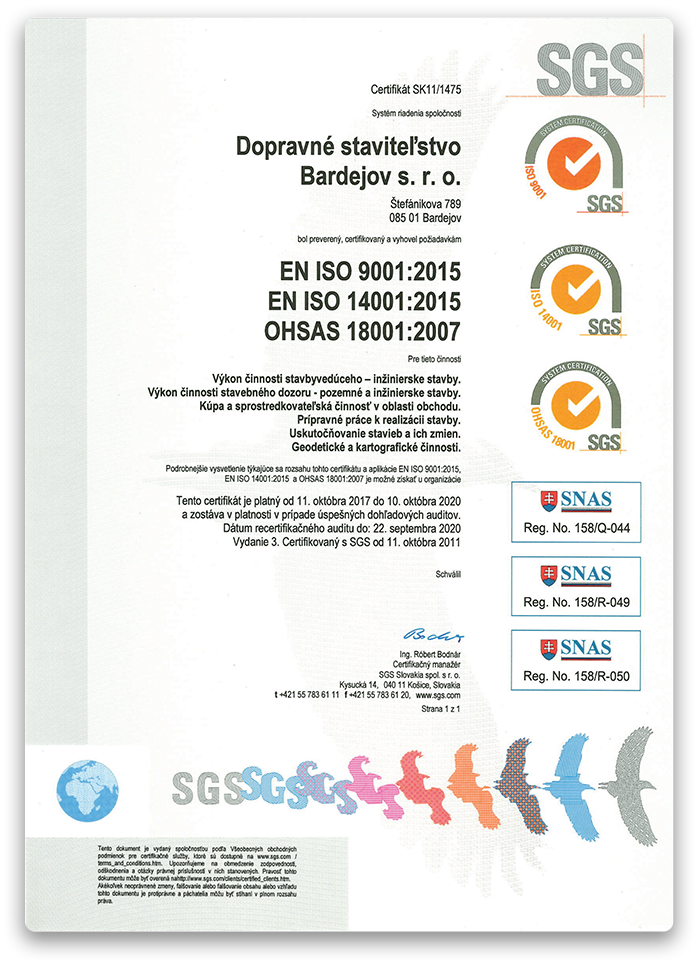 SGS
Certifikát SK11/1475
Systém riadenia spoločnosti
Dopravné staviteľstvo
Bardejov s. r. o.
Štefánikova 789
085 01 Bardejov
bol preverený, certifikovaný a vyhovel požiadavkám
EN ISO 9001:2015
EN ISO 14001:2015
OHSAS 18001:2007
Pre tieto činnosti
Výkon činnosti stavbyvedúceho – inžinierske stavby.
Výkon činnosti stavebného dozoru - pozemné a inžinierske stavby.
Kúpa a sprostredkovateľská činnosť v oblasti obchodu.
Prípravné práce k realizácii stavby.
Uskutočňovanie stavieb a ich zmien.
Geodetické a kartografické činnosti.
Podrobnejšie vysvetlenie týkajúce sa rozsahu tohto certifikátu a aplikácie EN ISO 9001:2015,
EN ISO 14001:2015 a OHSAS 18001:2007 je možné získať u organizácie
Tento certifikát je platný od 11. októbra 2017 do 10. októbra 2020
a zostáva v platnosti v prípade úspešných dohľadových auditov.
Dátum recertifikačného auditu do: 22. septembra 2020
Vydanie 3. Certifikovaný s SGS od 11. októbra 2011
Schválil
Ing. Róbert Bodnár
Certifikačný manažér
SGS Slovakia spol. s r. o.
Kysucká 14, 040 11 Košice, Slovakia
t +421 55 783 61 11 f +421 55 783 61 20, www.sgs.com
Strana 1 z 1
SYSTEM CERTIFICATION
ISO 9001
SGS
SYSTEM CERTIFICATION
ISO 14001
SGS
SYSTEM CERTIFICATION
OHSAS 18001
SGS
SNAS
Reg. No. 158/Q-044
SNAS
Reg. No. 158/R-049
SNAS
Reg. No. 158/R-050
SGS SGS SGS
Tento dokument je vydaný spoločnosťou podľa Všeobecných obchodných
podmienok pre certifikačné služby, ktoré sú dostupné na www.sgs.com /
terms_and_conditions.htm. Upozorňujeme na obmedzenie zodpovednosti,
odškodnenia a otázky právnej príslušnosti v nich stanovených. Pravosť tohto
dokumentu môže byť overená nahttp://www.sgs.com/clients/certified_clients.htm.
Akékoľvek neoprávnené zmeny, falšovanie alebo falšovanie obsahu alebo vzhľadu
tohto dokumentu je protiprávne a páchatelia môžu byť stíhaní v plnom rozsahu
práva.